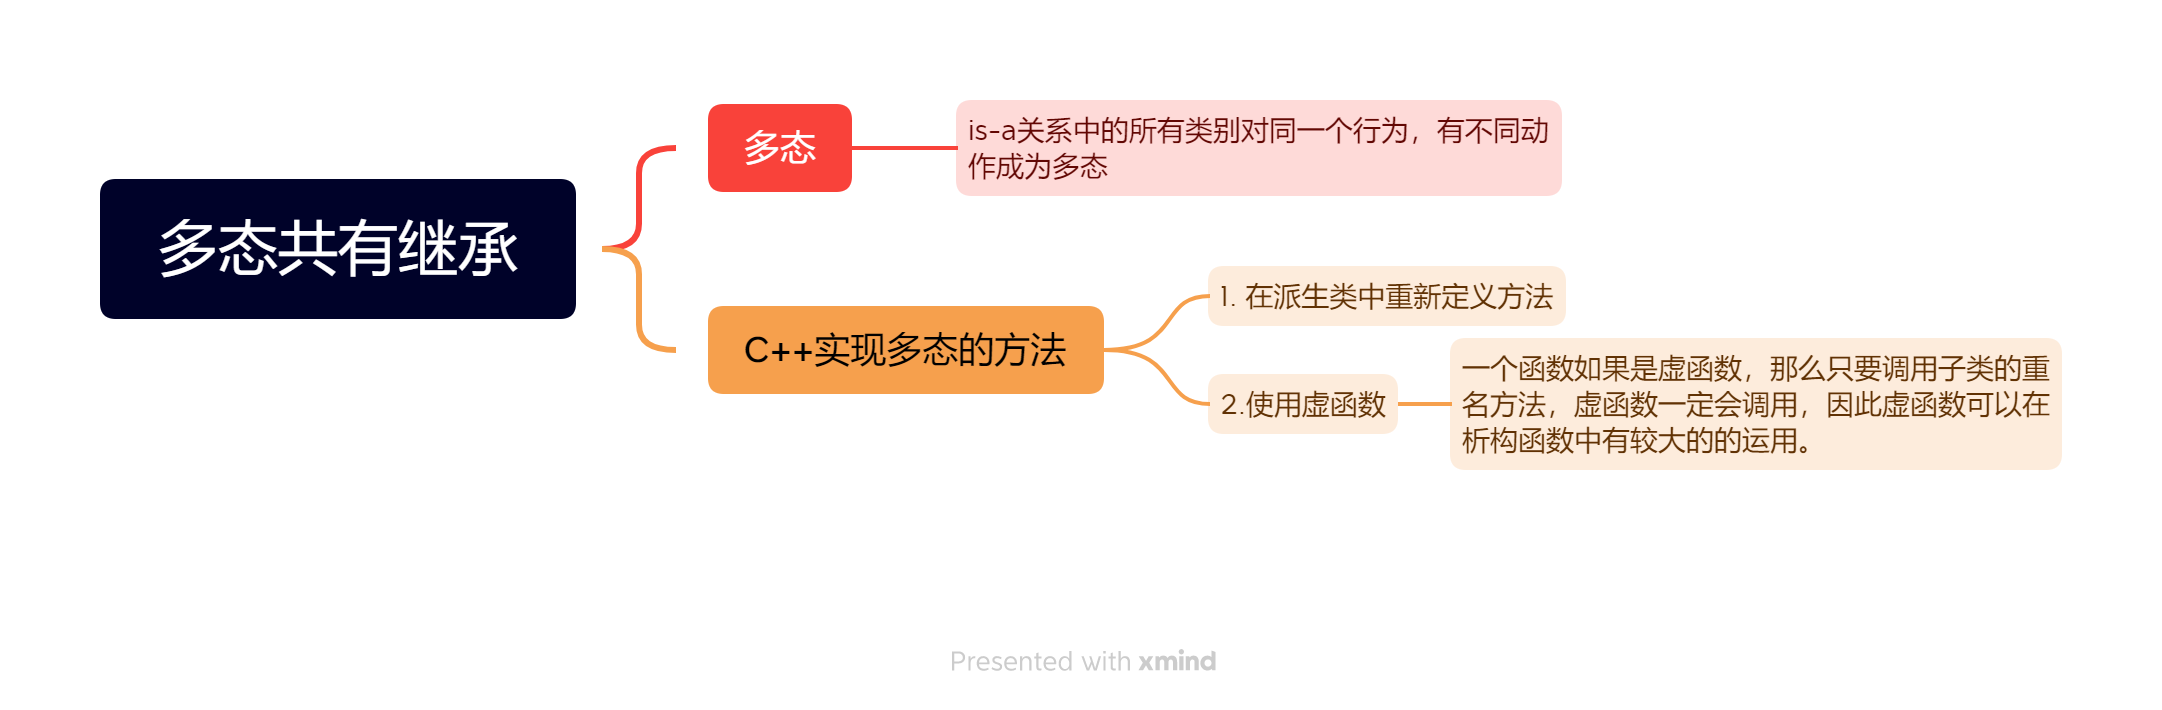 多态共有继承
多态
is-a关系中的所有类别对同一个行为，有不同动
作成为多态
C++实现多态的方法
1. 在派生类中重新定义方法
2.使用虚函数
一个函数如果是虚函数，那么只要调用子类的重
名方法，虚函数一定会调用，因此虚函数可以在
析构函数中有较大的的运用。
Presented with xmind